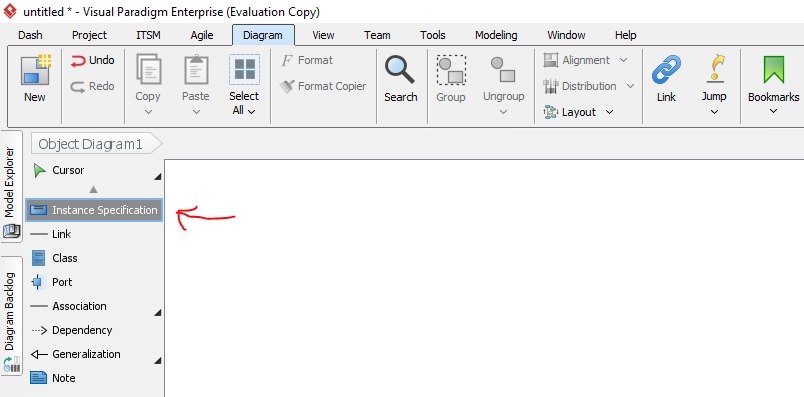 untitled * - Visual Paradigm Enterprise (Evaluation Copy)
Dash Project ITSM Agile Diagram View Team Tools Modeling Window Help
New
Undo
Redo
Copy
Paste
Select All
F Format
Format Copier
Search
Group
Ungroup
Alignment
Distribution
Layout
Link
Jump
Bookmarks
Model Explorer
Diagram Backlog
Object Diagram1
Cursor
Instance Specification
Link
Class
Port
Association
Dependency
Generalization
Note